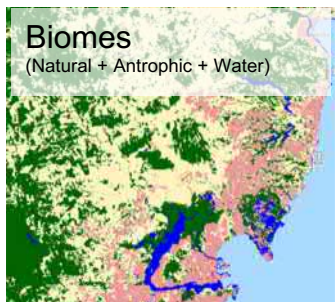 Biomes
(Natural + Antrophic + Water)